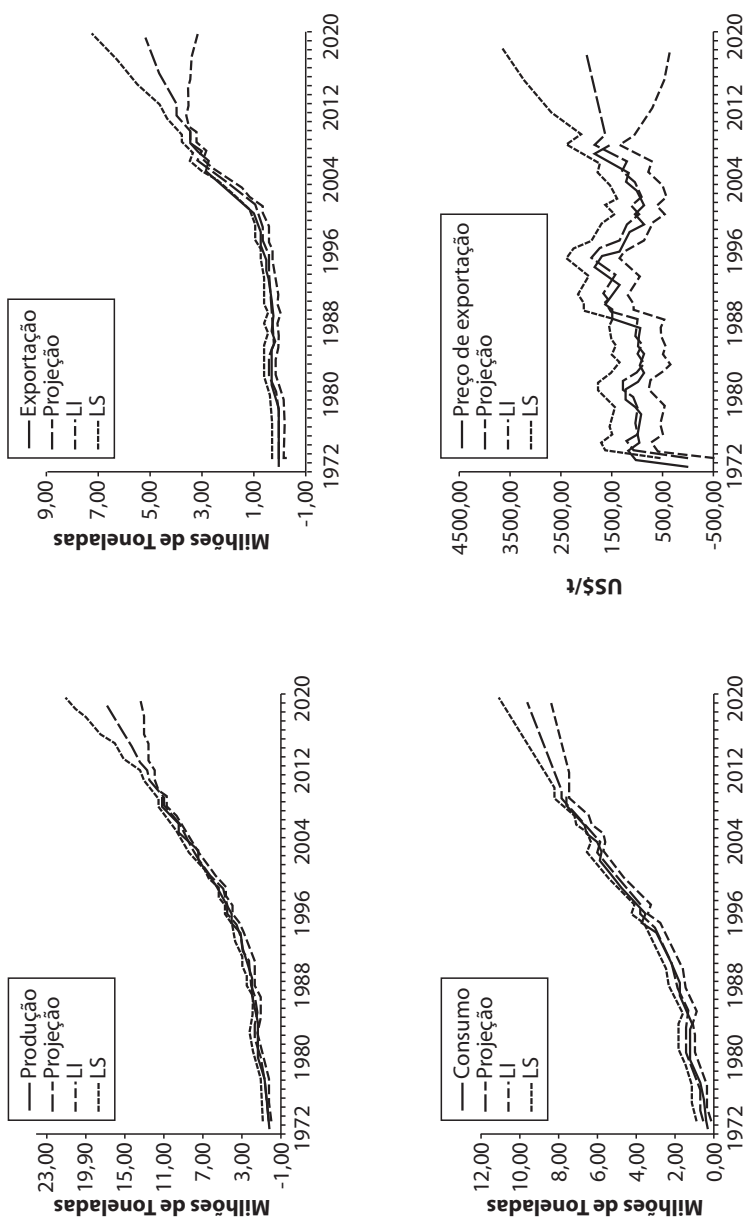 Milhões de Toneladas
23,00
19,90
15,00
11,00
7,00
3,00
-1,00
Produção
Projeção
LI
LS
1972
1980
1988
1996
2004
2012
2020
Milhões de Toneladas
9,00
7,00
5,00
3,00
1,00
-1,00
Exportação
Projeção
LI
LS
1972
1980
1988
1996
2004
2012
2020
Milhões de Toneladas
12,00
10,00
8,00
6,00
4,00
2,00
0,00
Consumo
Projeção
LI
LS
1972
1980
1988
1996
2004
2012
2020
US$/t
4500,00
3500,00
2500,00
1500,00
500,00
-500,00
Preço de exportação
Projeção
LI
LS
1972
1980
1988
1996
2004
2012
2020